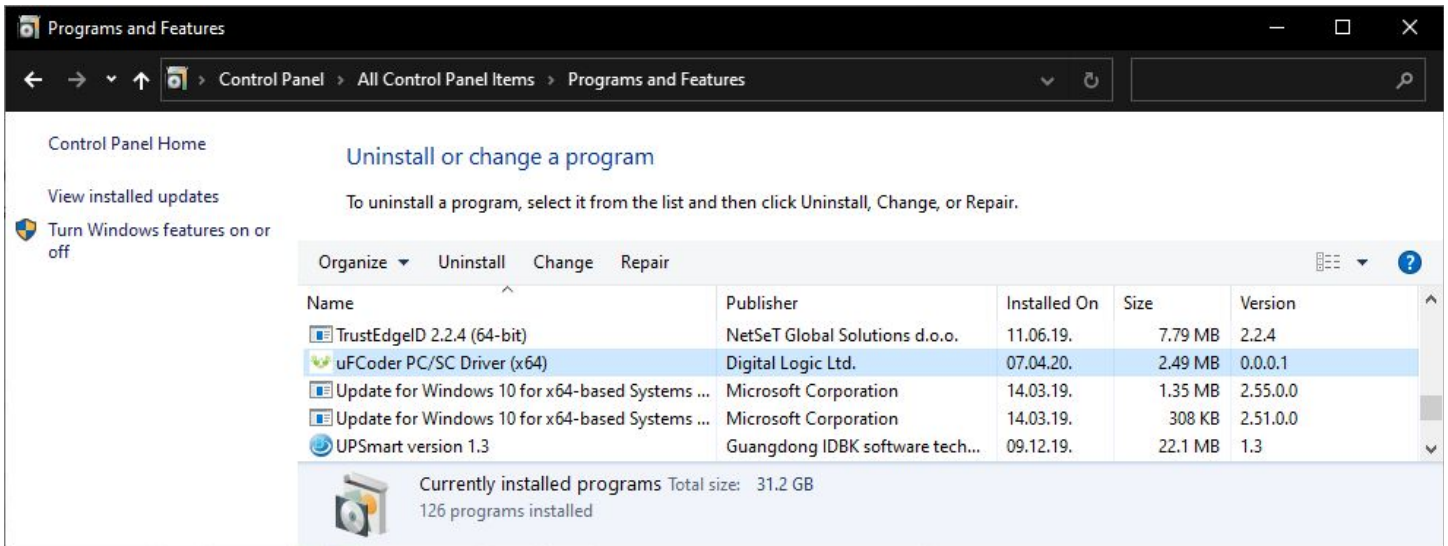 Programs and Features
Control Panel > All Control Panel Items > Programs and Features
Control Panel Home
View installed updates
Turn Windows features on or
off
Uninstall or change a program
To uninstall a program, select it from the list and then click Uninstall, Change, or Repair.
Organize Uninstall Change Repair
Name Publisher Installed On Size Version
TrustEdgeID 2.2.4 (64-bit) NetSeT Global Solutions d.o.o. 11.06.19. 7.79 MB 2.2.4
uFCoder PC/SC Driver (x64) Digital Logic Ltd. 07.04.20. 2.49 MB 0.0.0.1
Update for Windows 10 for x64-based Systems ... Microsoft Corporation 14.03.19. 1.35 MB 2.55.0.0
Update for Windows 10 for x64-based Systems ... Microsoft Corporation 14.03.19. 308 KB 2.51.0.0
UPSmart version 1.3 Guangdong IDBK software tech... 09.12.19. 22.1 MB 1.3
Currently installed programs Total size: 31.2 GB
126 programs installed